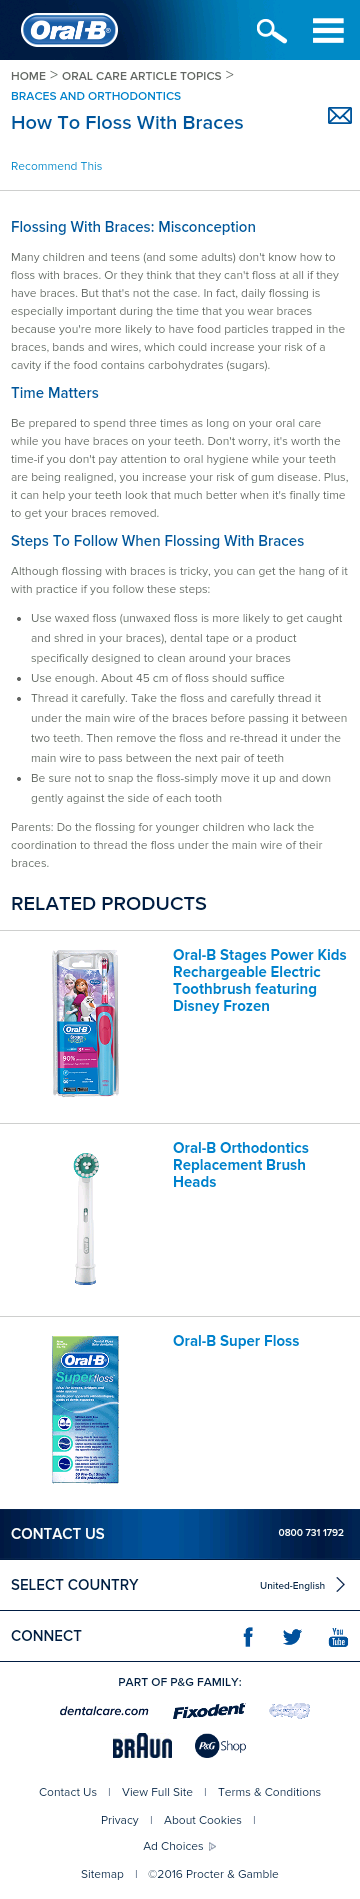 Oral-B
HOME > ORAL CARE ARTICLE TOPICS >
BRACES AND ORTHODONTICS
How To Floss With Braces
Recommend This
Flossing With Braces: Misconception
Many children and teens (and some adults) don't know how to
floss with braces. Or they think that they can't floss at all if they
have braces. But that's not the case. In fact, daily flossing is
especially important during the time that you wear braces
because you're more likely to have food particles trapped in the
braces, bands and wires, which could increase your risk of a
cavity if the food contains carbohydrates (sugars).
Time Matters
Be prepared to spend three times as long on your oral care
while you have braces on your teeth. Don't worry, it's worth the
time-if you don't pay attention to oral hygiene while your teeth
are being realigned, you increase your risk of gum disease. Plus,
it can help your teeth look that much better when it's finally time
to get your braces removed.
Steps To Follow When Flossing With Braces
Although flossing with braces is tricky, you can get the hang of it
with practice if you follow these steps:
• Use waxed floss (unwaxed floss is more likely to get caught
and shred in your braces), dental tape or a product
specifically designed to clean around your braces
• Use enough. About 45 cm of floss should suffice
• Thread it carefully. Take the floss and carefully thread it
under the main wire of the braces before passing it between
two teeth. Then remove the floss and re-thread it under the
main wire to pass between the next pair of teeth
• Be sure not to snap the floss-simply move it up and down
gently against the side of each tooth
Parents: Do the flossing for younger children who lack the
coordination to thread the floss under the main wire of their
braces.
RELATED PRODUCTS
Oral-B
90%
Oral-B Stages Power Kids
Rechargeable Electric
Toothbrush featuring
Disney Frozen
Oral-B Orthodontics
Replacement Brush
Heads
Oral-B
Superfloss
Oral-B Super Floss
CONTACT US 0800 731 1792
SELECT COUNTRY United-English
CONNECT
You
Tube
PART OF P&G FAMILY:
dentalcare.com Fixodent
BRAUN P&G Shop
Contact Us | View Full Site | Terms & Conditions
Privacy | About Cookies |
Ad Choices
Sitemap | ©2016 Procter & Gamble